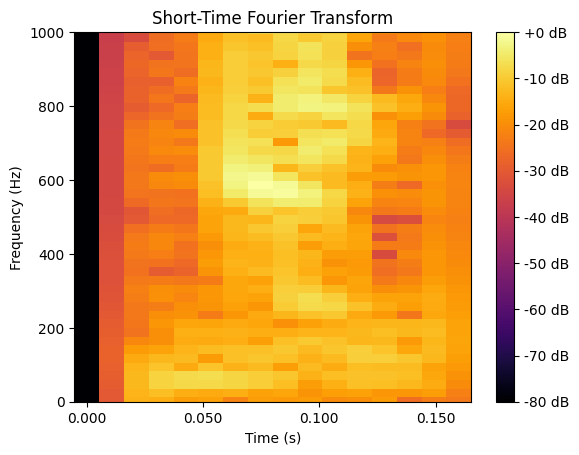 Short-Time Fourier Transform
1000
800
600
400
200
0
Frequency (Hz)
0.000
0.050
0.100
0.150
Time (s)
+0 dB
-10 dB
-20 dB
-30 dB
-40 dB
-50 dB
-60 dB
-70 dB
-80 dB